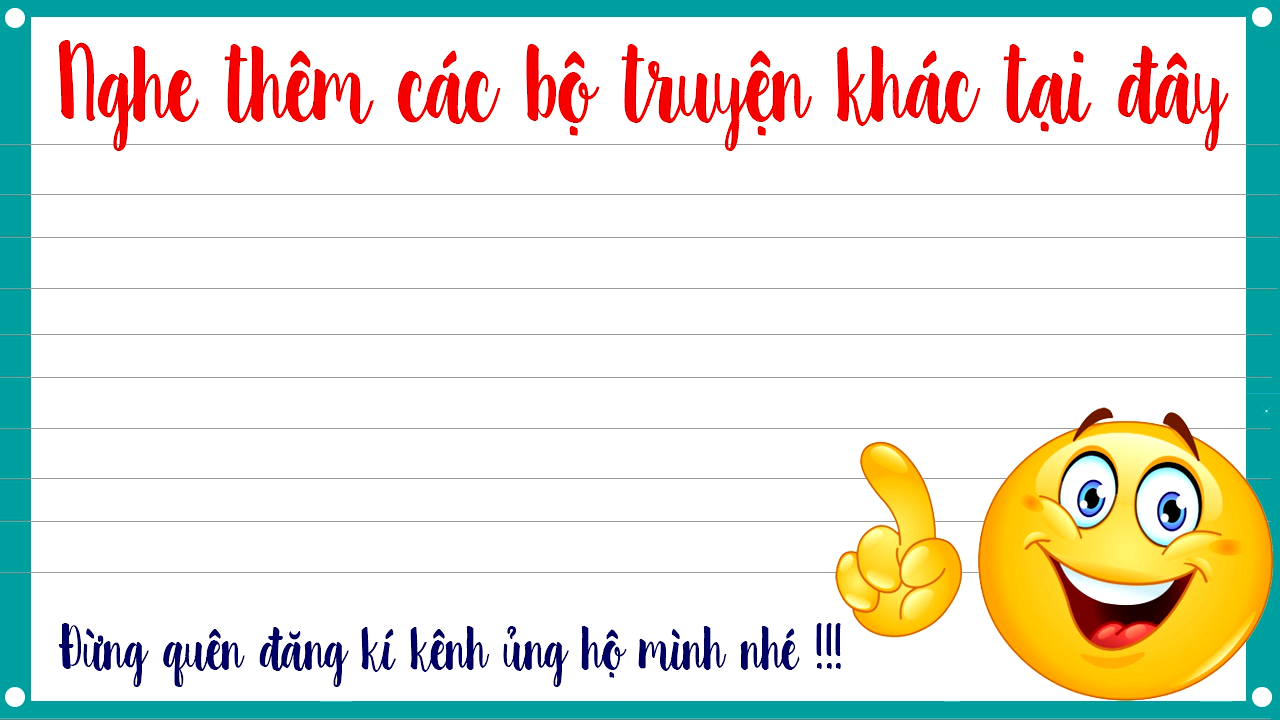 Nghe thêm các bộ truyện khác tại đây
Đừng quên đăng kí kênh ủng hộ mình nhé !!!